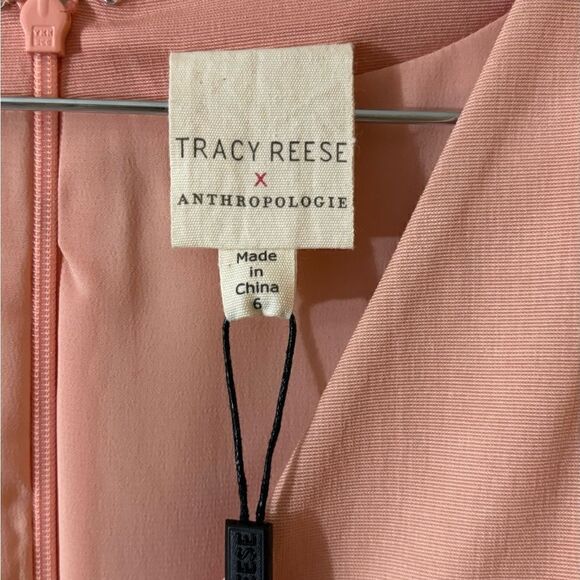 TRACY REESE
X
ANTHROPOLOGIE
Made
in
China
6